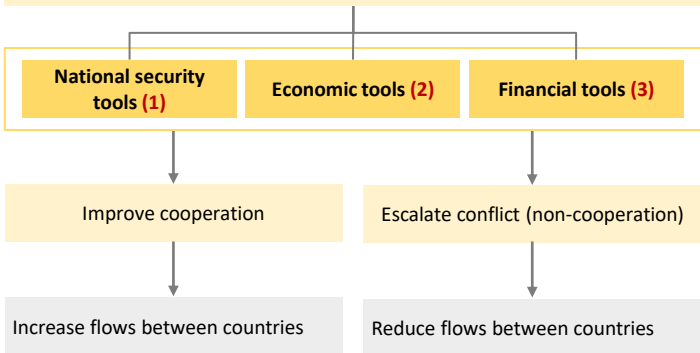 National security
tools (1)
Economic tools (2)
Financial tools (3)
Improve cooperation
Escalate conflict (non-cooperation)
Increase flows between countries
Reduce flows between countries